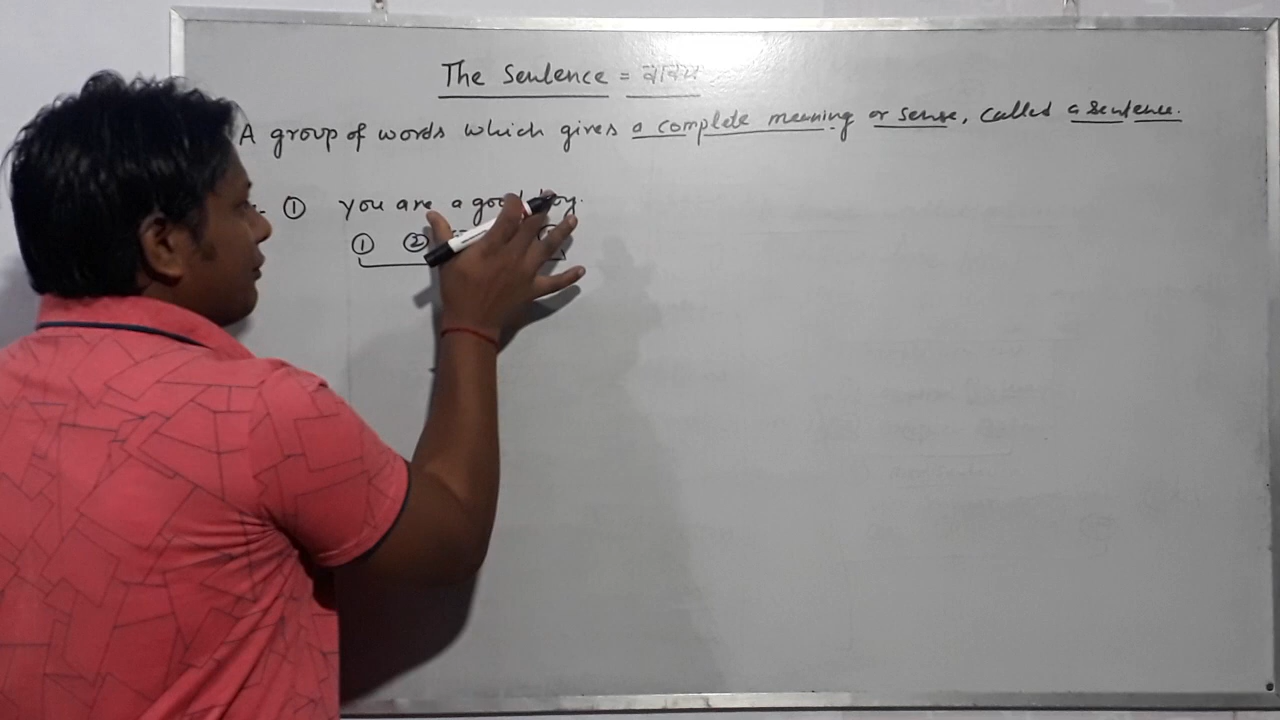 The Sentence = वाक्य
A group of words which gives a complete meaning or sense, called a sentence.
① you are a good boy.
① ②